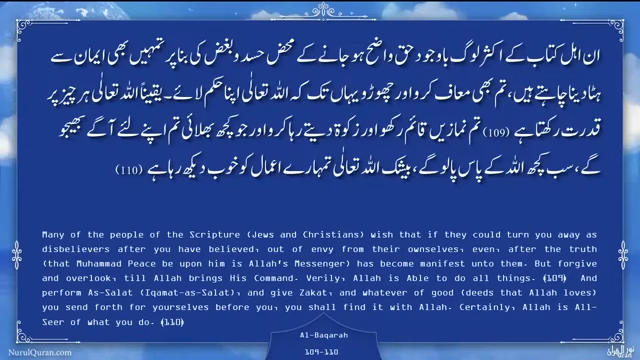 ان اہل کتاب کے اکثر لوگ باوجود حق واضح ہو جانے کے محض حسد و بغض کی بنا پر تمہیں بھی ایمان سے
ہٹا دینا چاہتے ہیں، تم بھی معاف کرو اور چھوڑو یہاں تک کہ اللہ تعالٰی اپنا حکم لائے۔ یقیناً اللہ تعالٰی ہر چیز پر
قدرت رکھتا ہے (109) تم نمازیں قائم رکھو اور زکوٰة دیتے رہا کرو اور جو کچھ بھلائی تم اپنے لئے آگے بھیجو
گے، سب کچھ اللہ کے پاس پالو گے، بیشک اللہ تعالٰی تمہارے اعمال کو خوب دیکھ رہا ہے (110)
Many of the people of the Scripture (Jews and Christians) wish that if they could turn you away as
disbelievers after you have believed, out of envy from their ownselves, even, after the truth
(that Muhammad Peace be upon him is Allah's Messenger) has become manifest unto them. But forgive
and overlook, till Allah brings His Command. Verily, Allah is Able to do all things. ﴾109﴿ And
perform As-Salat (Iqamat-as-Salat), and give Zakat, and whatever of good (deeds that Allah loves)
you send forth for yourselves before you, you shall find it with Allah. Certainly, Allah is All-
Seer of what you do. ﴾110﴿
Al-Baqarah
109-110
NurulQuran.com